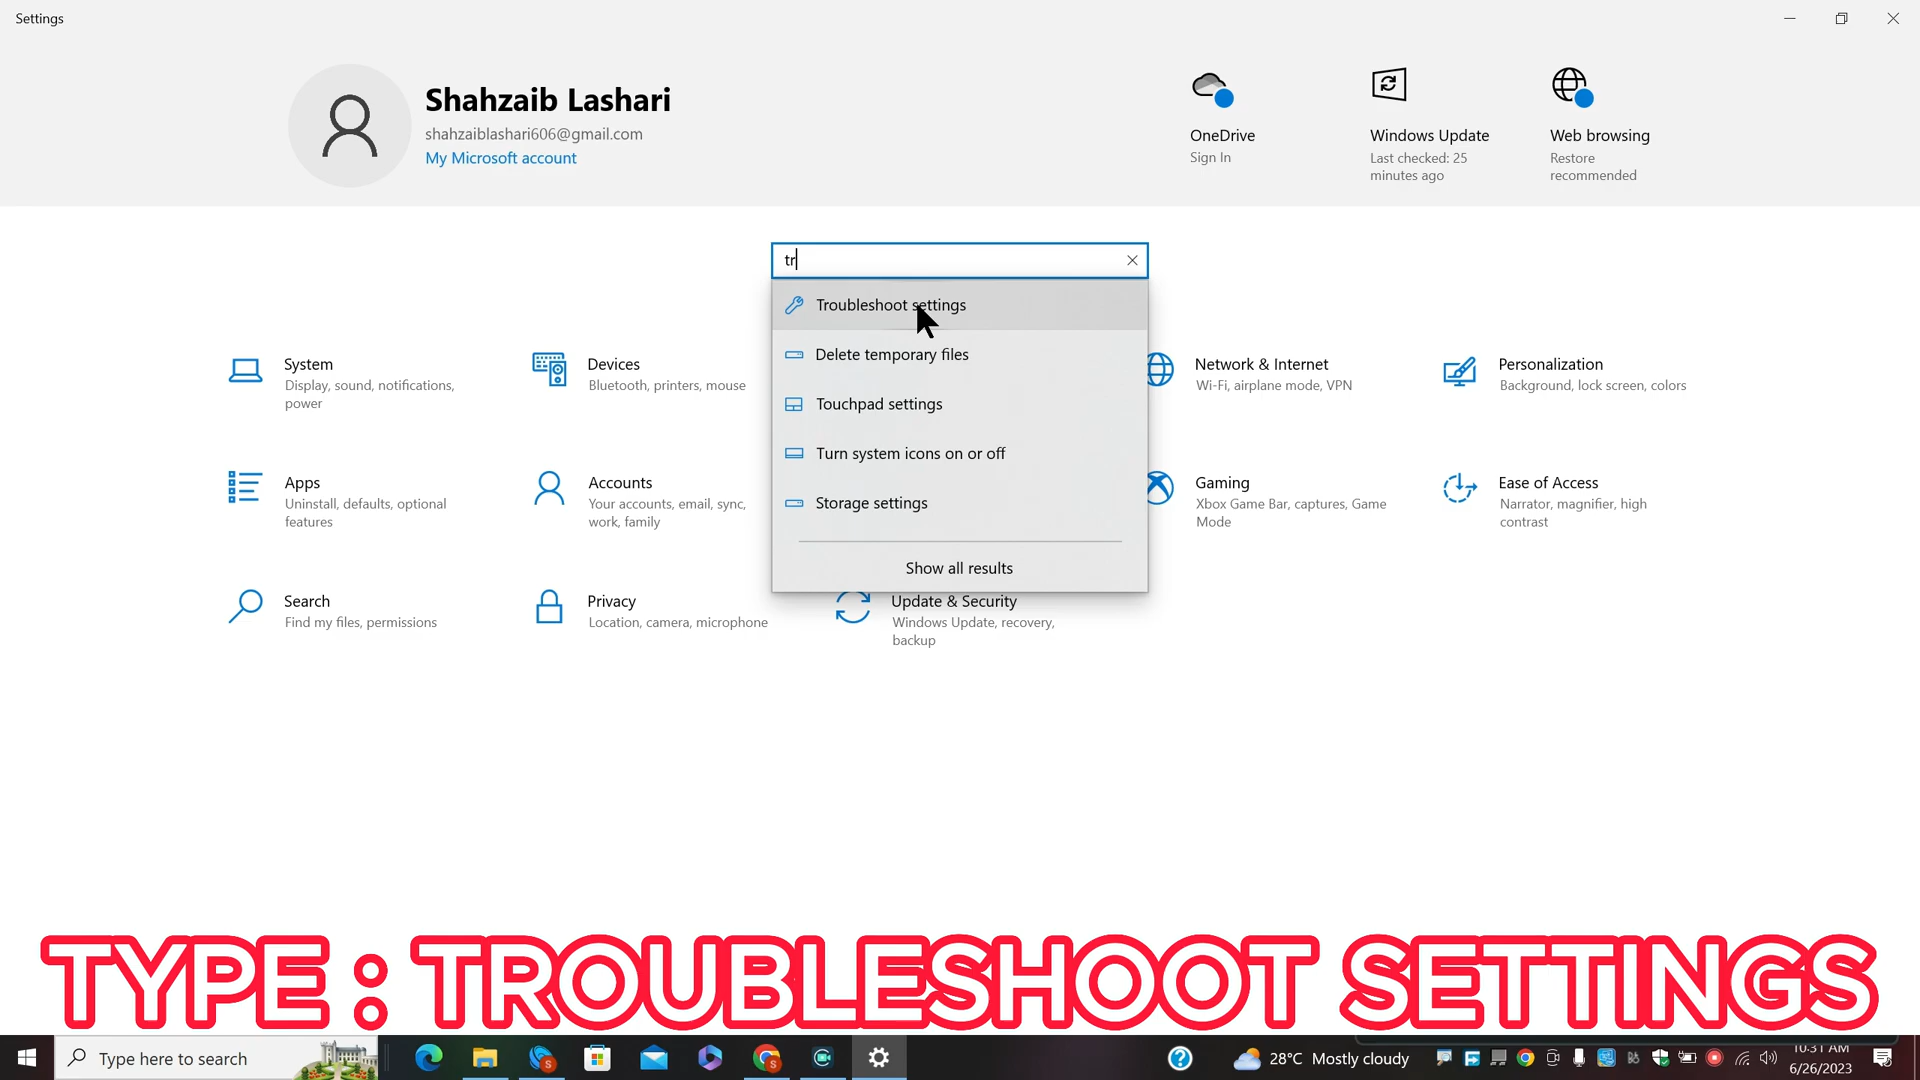 Settings
Shahzaib Lashari
shahzaiblashari606@gmail.com
My Microsoft account
OneDrive
Sign In
Windows Update
Last checked: 25
minutes ago
Web browsing
Restore
recommended
tr
Troubleshoot settings
Delete temporary files
Touchpad settings
Turn system icons on or off
Storage settings
Show all results
System
Display, sound, notifications,
power
Devices
Bluetooth, printers, mouse
Network & Internet
Wi-Fi, airplane mode, VPN
Personalization
Background, lock screen, colors
Apps
Uninstall, defaults, optional
features
Accounts
Your accounts, email, sync,
work, family
Gaming
Xbox Game Bar, captures, Game
Mode
Ease of Access
Narrator, magnifier, high
contrast
Search
Find my files, permissions
Privacy
Location, camera, microphone
Update & Security
Windows Update, recovery,
backup
TYPE : TROUBLESHOOT SETTINGS
Type here to search
28°C Mostly cloudy
10:31 AM
6/26/2023